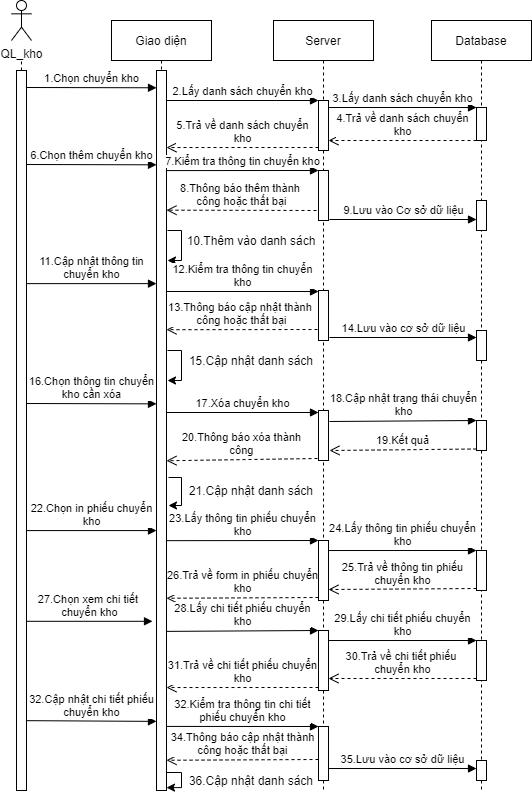 QL_kho
Giao diện
Server
Database
1.Chọn chuyển kho
2.Lấy danh sách chuyển kho
3.Lấy danh sách chuyển kho
4.Trả về danh sách chuyển
kho
5.Trả về danh sách chuyển
kho
6.Chọn thêm chuyển kho
7.Kiểm tra thông tin chuyển kho
8.Thông báo thêm thành
công hoặc thất bại
9.Lưu vào Cơ sở dữ liệu
10.Thêm vào danh sách
11.Cập nhật thông tin
chuyển kho
12.Kiểm tra thông tin chuyển
kho
13.Thông báo cập nhật thành
công hoặc thất bại
14.Lưu vào cơ sở dữ liệu
15.Cập nhật danh sách
16.Chọn thông tin chuyển
kho cần xóa
17.Xóa chuyển kho
18.Cập nhật trạng thái chuyển
kho
19.Kết quả
20.Thông báo xóa thành
công
21.Cập nhật danh sách
22.Chọn in phiếu chuyển
kho
23.Lấy thông tin phiếu chuyển
kho
24.Lấy thông tin phiếu chuyển
kho
25.Trả về thông tin phiếu
chuyển kho
26.Trả về form in phiếu chuyển
kho
27.Chọn xem chi tiết
chuyển kho
28.Lấy chi tiết phiếu chuyển
kho
29.Lấy chi tiết phiếu chuyển
kho
30.Trả về chi tiết phiếu
chuyển kho
31.Trả về chi tiết phiếu chuyển
kho
32.Cập nhật chi tiết phiếu
chuyển kho
32.Kiểm tra thông tin chi tiết
phiếu chuyển kho
34.Thông báo cập nhật thành
công hoặc thất bại
35.Lưu vào cơ sở dữ liệu
36.Cập nhật danh sách